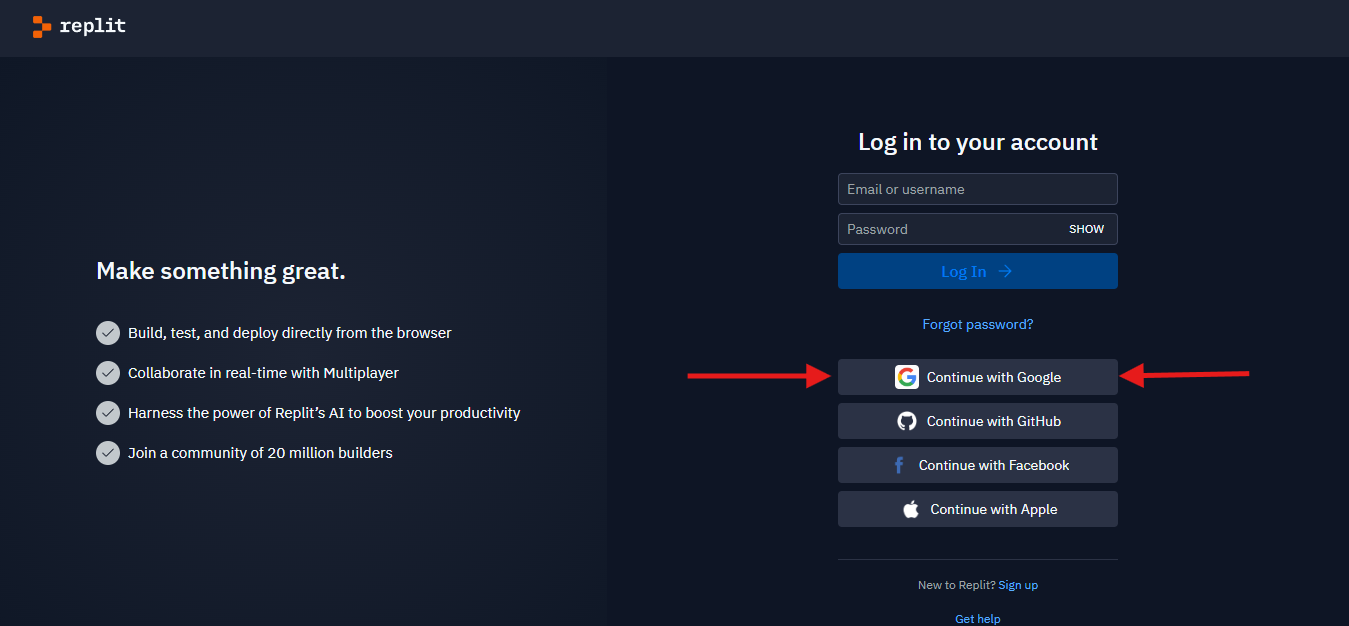 replit
Make something great.
Build, test, and deploy directly from the browser
Collaborate in real-time with Multiplayer
Harness the power of Replit’s AI to boost your productivity
Join a community of 20 million builders
Log in to your account
Email or username
Password SHOW
Log In →
Forgot password?
Continue with Google
Continue with GitHub
Continue with Facebook
Continue with Apple
New to Replit? Sign up
Get help